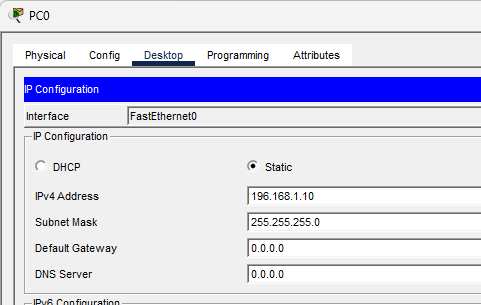 PC0
Physical Config Desktop Programming Attributes
IP Configuration
Interface FastEthernet0
IP Configuration
DHCP Static
IPv4 Address 196.168.1.10
Subnet Mask 255.255.255.0
Default Gateway 0.0.0.0
DNS Server 0.0.0.0
IPv6 Configuration